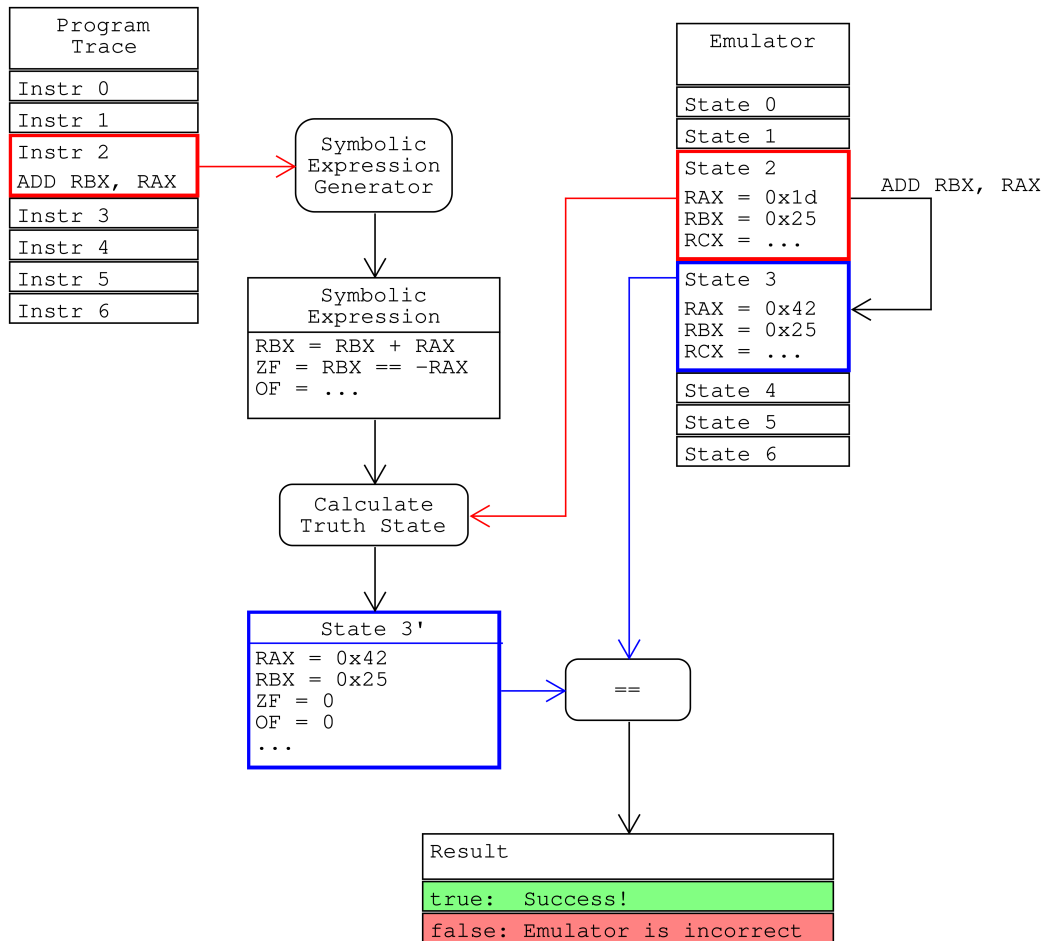 Program
Trace
Instr 0
Instr 1
Instr 2
ADD RBX, RAX
Instr 3
Instr 4
Instr 5
Instr 6
Symbolic
Expression
Generator
Symbolic
Expression
RBX = RBX + RAX
ZF = RBX == -RAX
OF = ...
Calculate
Truth State
State 3'
RAX = 0x42
RBX = 0x25
ZF = 0
OF = 0
...
Emulator
State 0
State 1
State 2
RAX = 0x1d
RBX = 0x25
RCX = ...
ADD RBX, RAX
State 3
RAX = 0x42
RBX = 0x25
RCX = ...
State 4
State 5
State 6
==
Result
true:  Success!
false: Emulator is incorrect